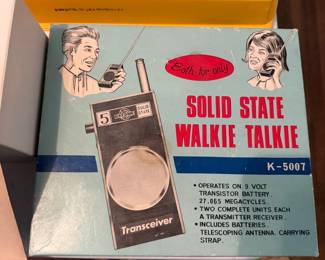 Both for only
SOLID STATE
WALKIE TALKIE
K-5007
5
SOLID
STATE
Transceiver
• OPERATES ON 9 VOLT
TRANSISTOR BATTERY.
27.065 MEGACYCLES.
• TWO COMPLETE UNITS EACH
A TRANSMITTER RECEIVER.
• INCLUDES BATTERIES.
TELESCOPING ANTENNA. CARRYING
STRAP.